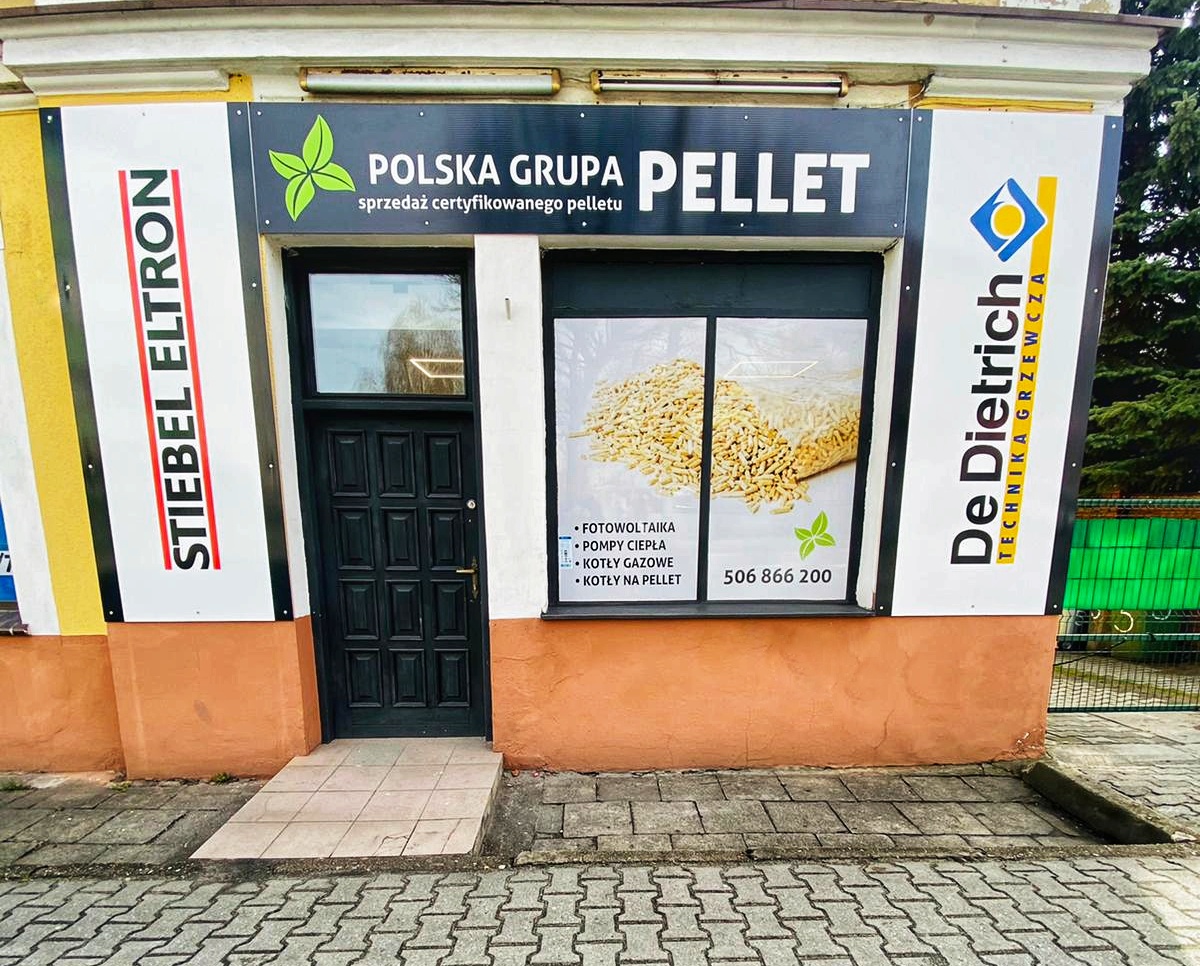 STIEBEL ELTRON
POLSKA GRUPA PELLET
sprzedaż certyfikowanego pelletu
• FOTOWOLTAIKA
• POMPY CIEPŁA
• KOTŁY GAZOWE
• KOTŁY NA PELLET
506 866 200
De Dietrich
TECHNIKA GRZEWCZA